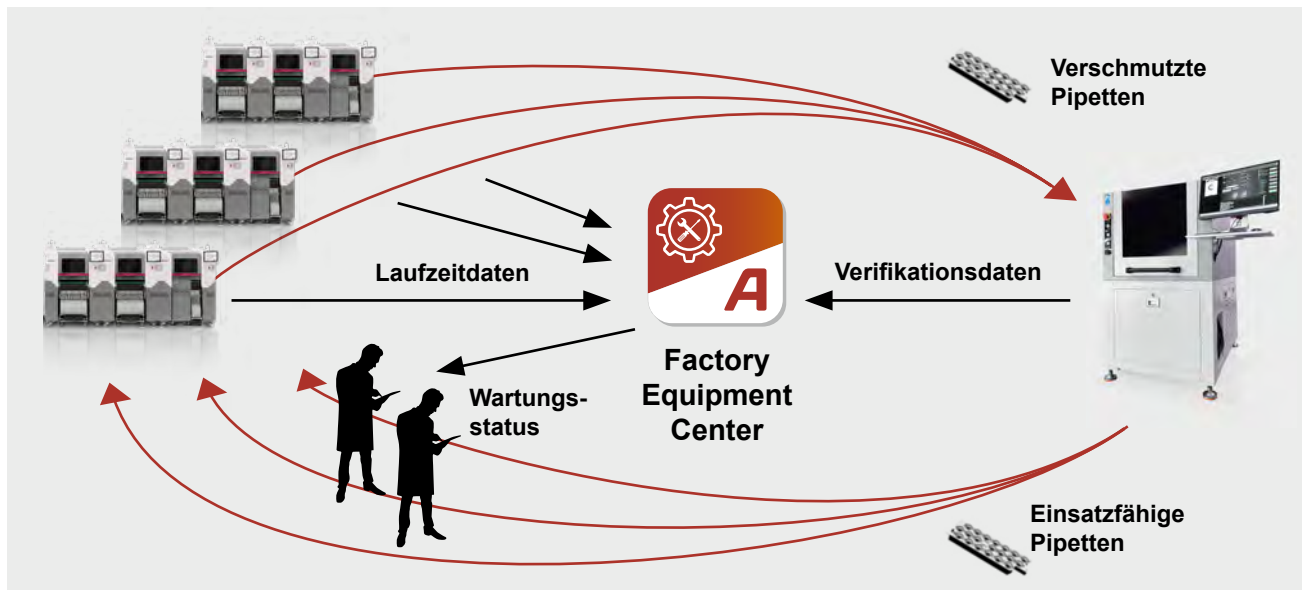 Verschmutzte
Pipetten
Laufzeitdaten
A
Verifikationsdaten
Factory
Equipment
Center
Wartungs-
status
Einsatzfähige
Pipetten